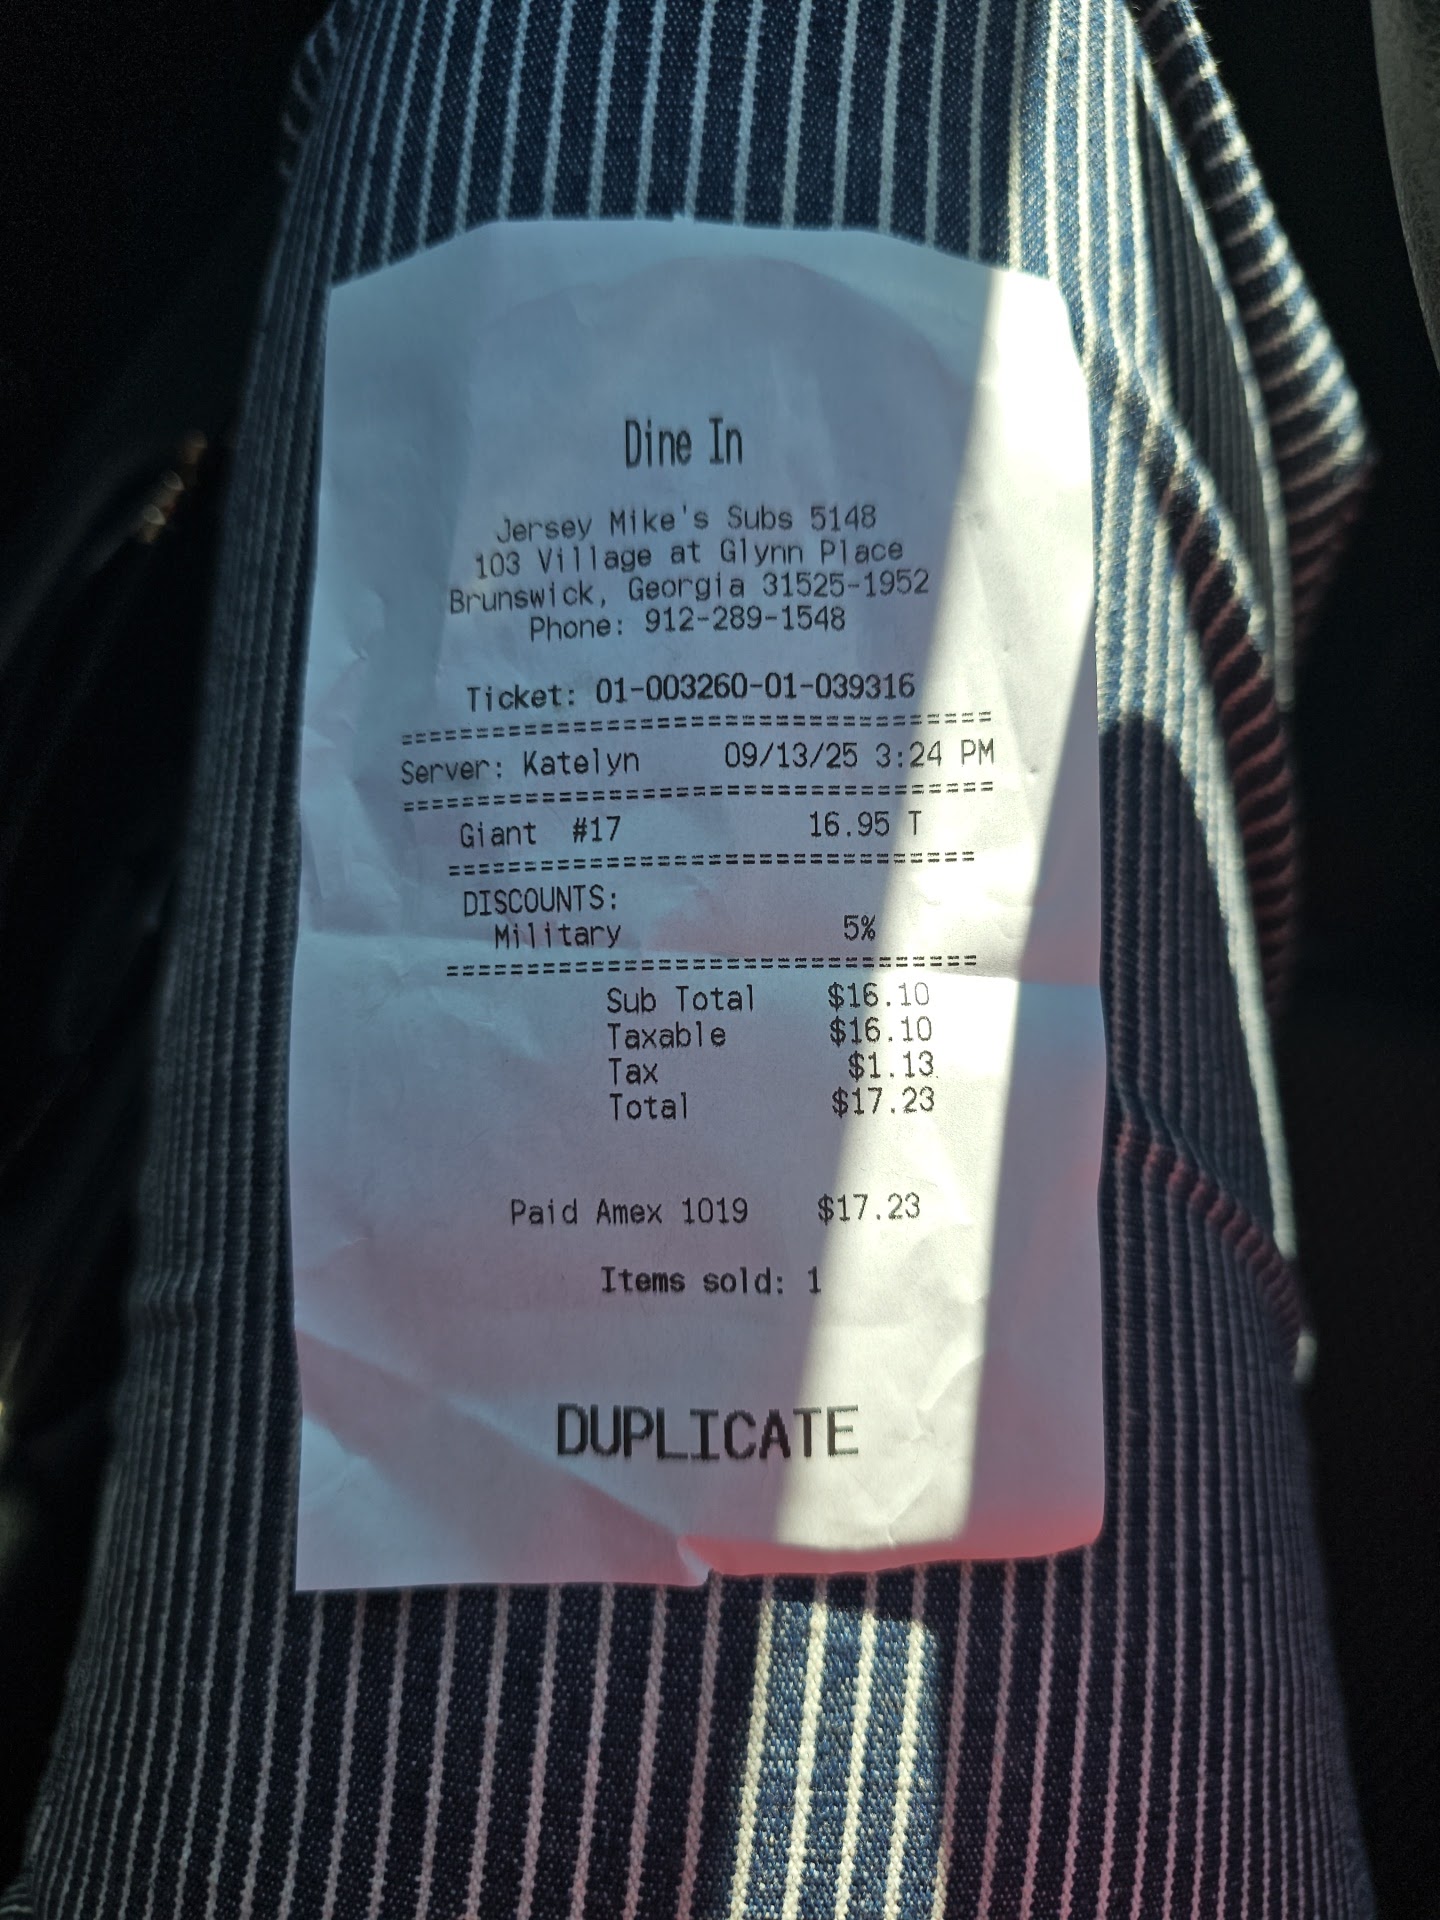 Dine In
Jersey Mike's Subs 5148
103 Village at Glynn Place
Brunswick, Georgia 31525-1952
Phone: 912-289-1548
Ticket: 01-003260-01-039316
==================================
Server: Katelyn 09/13/25 3:24 PM
==================================
Giant #17 16.95 T
==============================
DISCOUNTS:
Military 5%
==============================
Sub Total $16.10
Taxable $16.10
Tax $1.13
Total $17.23
Paid Amex 1019 $17.23
Items sold: 1
DUPLICATE